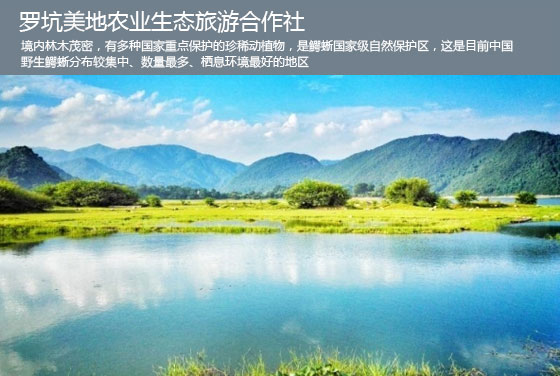 罗坑美地农业生态旅游合作社
境内林木茂密，有多种国家重点保护的珍稀动植物，是鳄蜥国家级自然保护区，这是目前中国
野生鳄蜥分布较集中、数量最多、栖息环境最好的地区